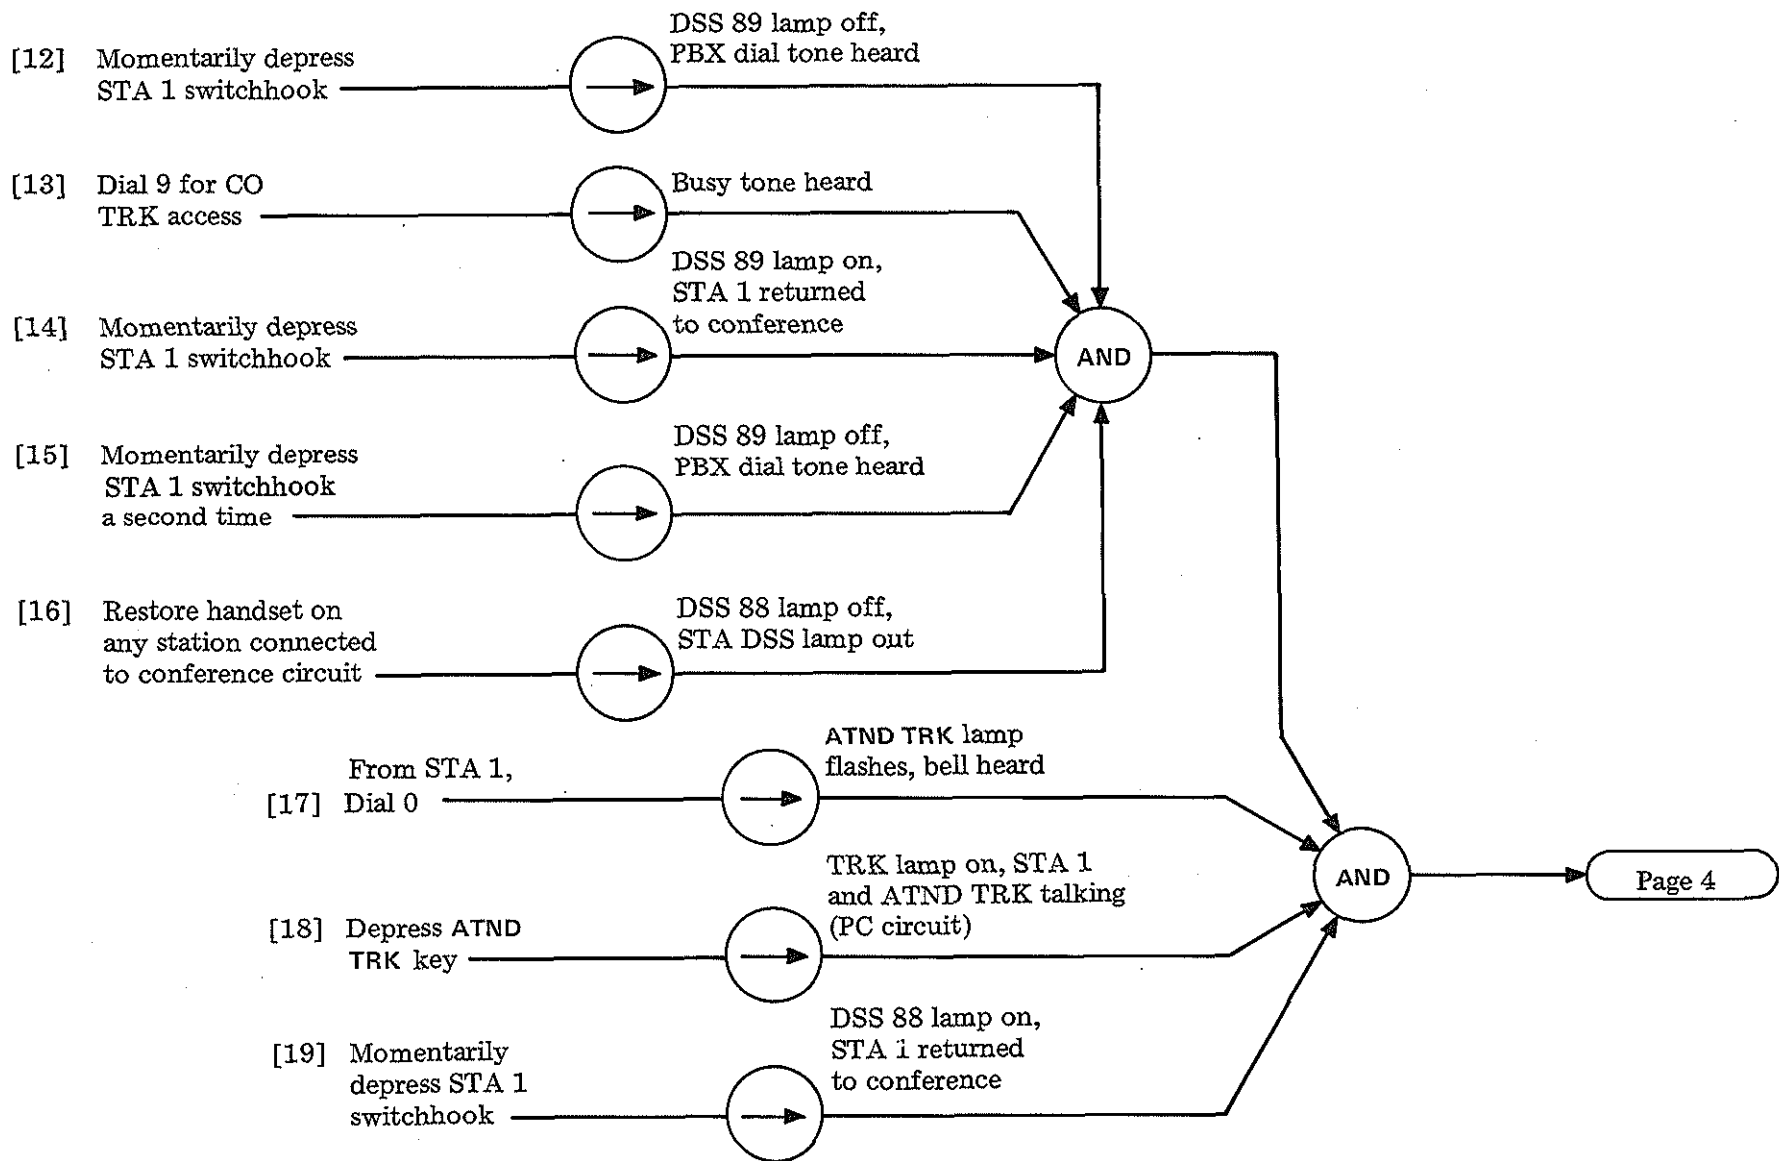 [12] Momentarily depress
STA 1 switchhook
DSS 89 lamp off,
PBX dial tone heard
[13] Dial 9 for CO
TRK access
Busy tone heard
[14] Momentarily depress
STA 1 switchhook
DSS 89 lamp on,
STA 1 returned
to conference
AND
[15] Momentarily depress
STA 1 switchhook
a second time
DSS 89 lamp off,
PBX dial tone heard
[16] Restore handset on
any station connected
to conference circuit
DSS 88 lamp off,
STA DSS lamp out
From STA 1,
[17] Dial 0
ATND TRK lamp
flashes, bell heard
[18] Depress ATND
TRK key
TRK lamp on, STA 1
and ATND TRK talking
(PC circuit)
AND
Page 4
[19] Momentarily
depress STA 1
switchhook
DSS 88 lamp on,
STA 1 returned
to conference